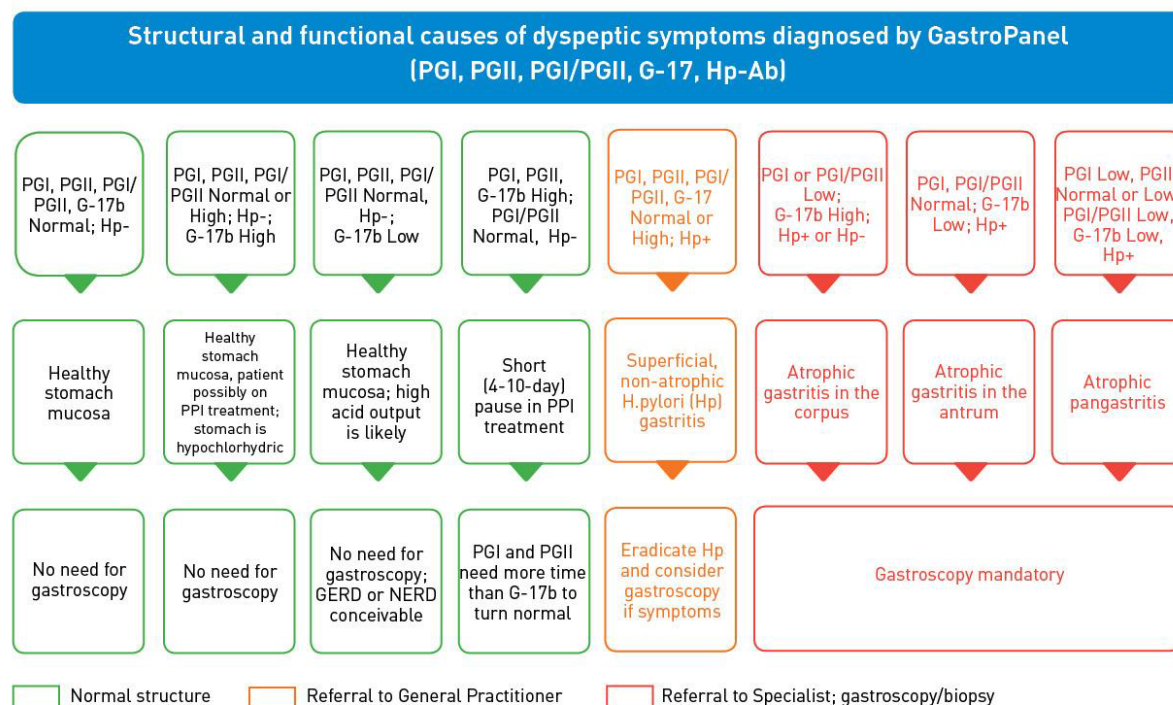 Structural and functional causes of dyspeptic symptoms diagnosed by GastroPanel
(PGI, PGII, PGI/PGII, G-17, Hp-Ab)
PGI, PGII, PGI/
PGII, G-17b
Normal; Hp-
PGI, PGII, PGI/
PGII Normal or
High; Hp-;
G-17b High
PGI, PGII, PGI/
PGII Normal,
Hp-;
G-17b Low
PGI, PGII,
G-17b High;
PGI/PGII
Normal, Hp-
PGI, PGII, PGI/
PGII, G-17
Normal or
High; Hp+
PGI or PGI/PGII
Low;
G-17b High;
Hp+ or Hp-
PGI, PGI/PGII
Normal; G-17b
Low; Hp+
PGI Low, PGII
Normal or Low
PGI/PGII Low,
G-17b Low,
Hp+
Healthy
stomach
mucosa
Healthy
stomach
mucosa, patient
possibly on
PPI treatment;
stomach is
hypochlorhydric
Healthy
stomach
mucosa; high
acid output
is likely
Short
(4-10-day)
pause in PPI
treatment
Superficial,
non-atrophic
H.pylori (Hp)
gastritis
Atrophic
gastritis in the
corpus
Atrophic
gastritis in the
antrum
Atrophic
pangastritis
No need for
gastroscopy
No need for
gastroscopy
No need for
gastroscopy;
GERD or NERD
conceivable
PGI and PGII
need more time
than G-17b to
turn normal
Eradicate Hp
and consider
gastroscopy
if symptoms
Gastroscopy mandatory
Normal structure
Referral to General Practitioner
Referral to Specialist; gastroscopy/biopsy